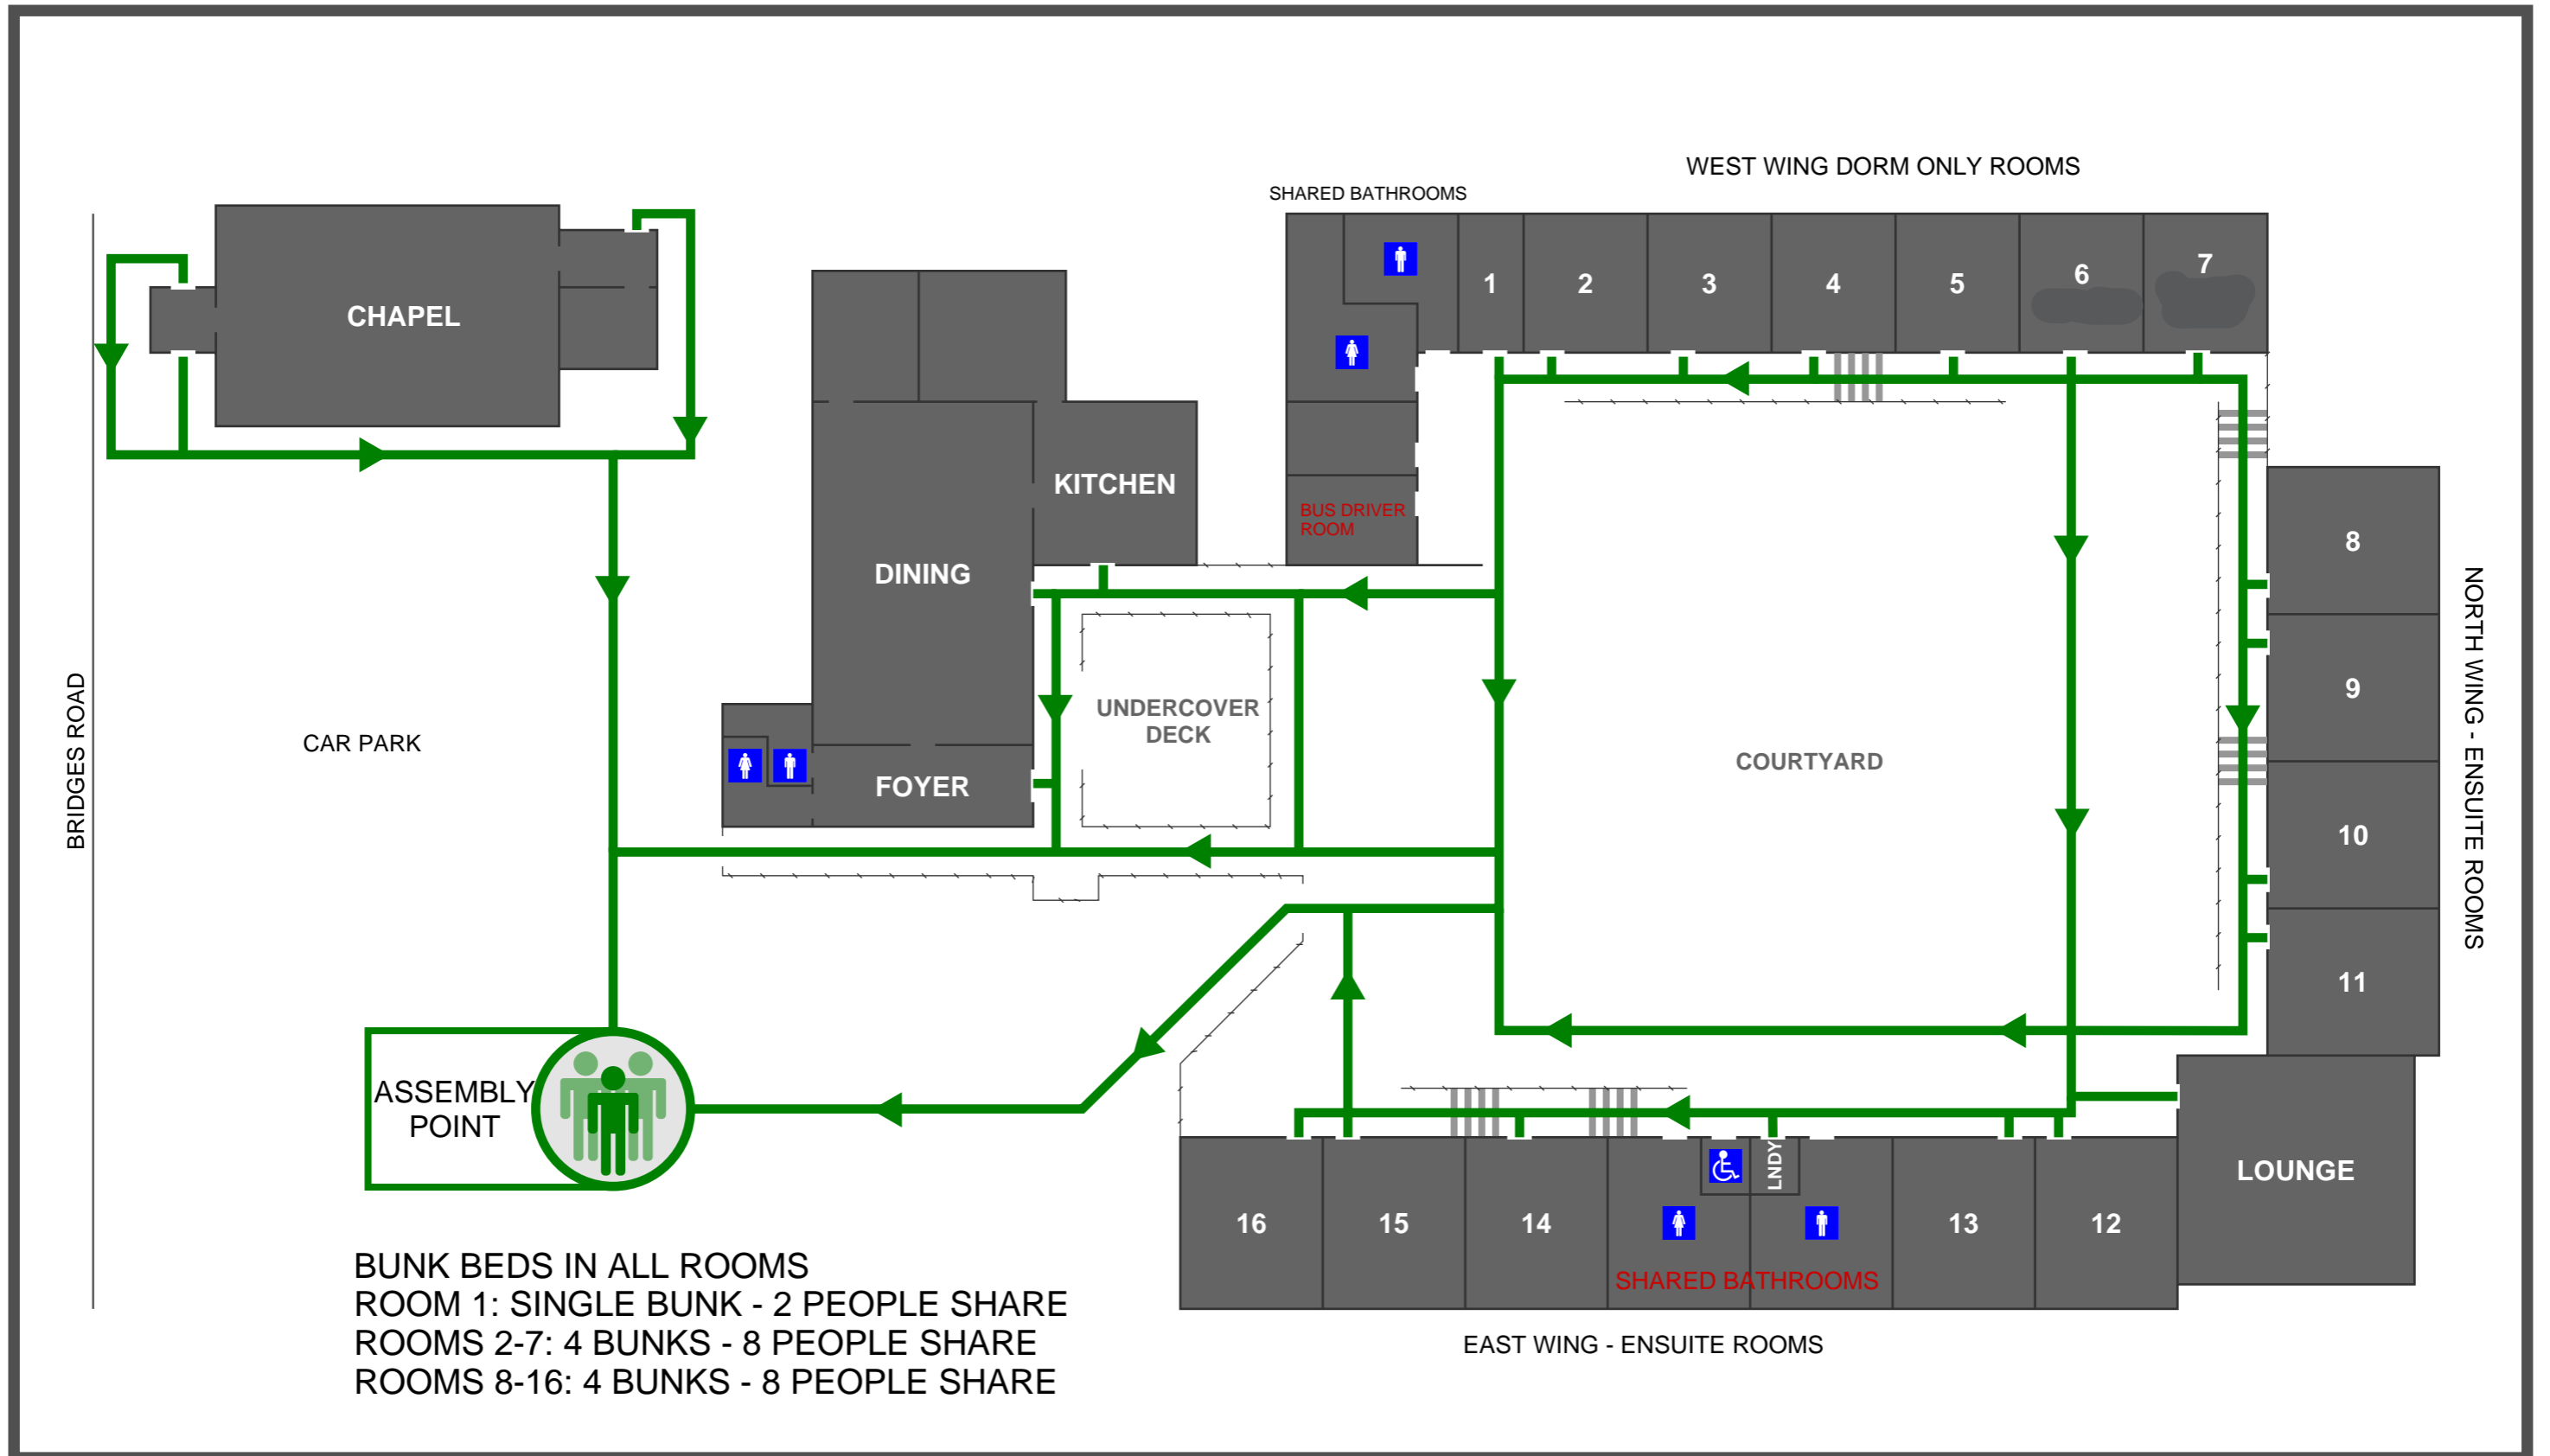 WEST WING DORM ONLY ROOMS
SHARED BATHROOMS
CHAPEL
1
2
3
4
5
6
7
KITCHEN
BUS DRIVER
ROOM
DINING
8
9
10
11
NORTH WING - ENSUITE ROOMS
UNDERCOVER
DECK
COURTYARD
BRIDGES ROAD
CAR PARK
FOYER
ASSEMBLY
POINT
LNDY
LOUNGE
16
15
14
13
12
SHARED BATHROOMS
EAST WING - ENSUITE ROOMS
BUNK BEDS IN ALL ROOMS
ROOM 1: SINGLE BUNK - 2 PEOPLE SHARE
ROOMS 2-7: 4 BUNKS - 8 PEOPLE SHARE
ROOMS 8-16: 4 BUNKS - 8 PEOPLE SHARE